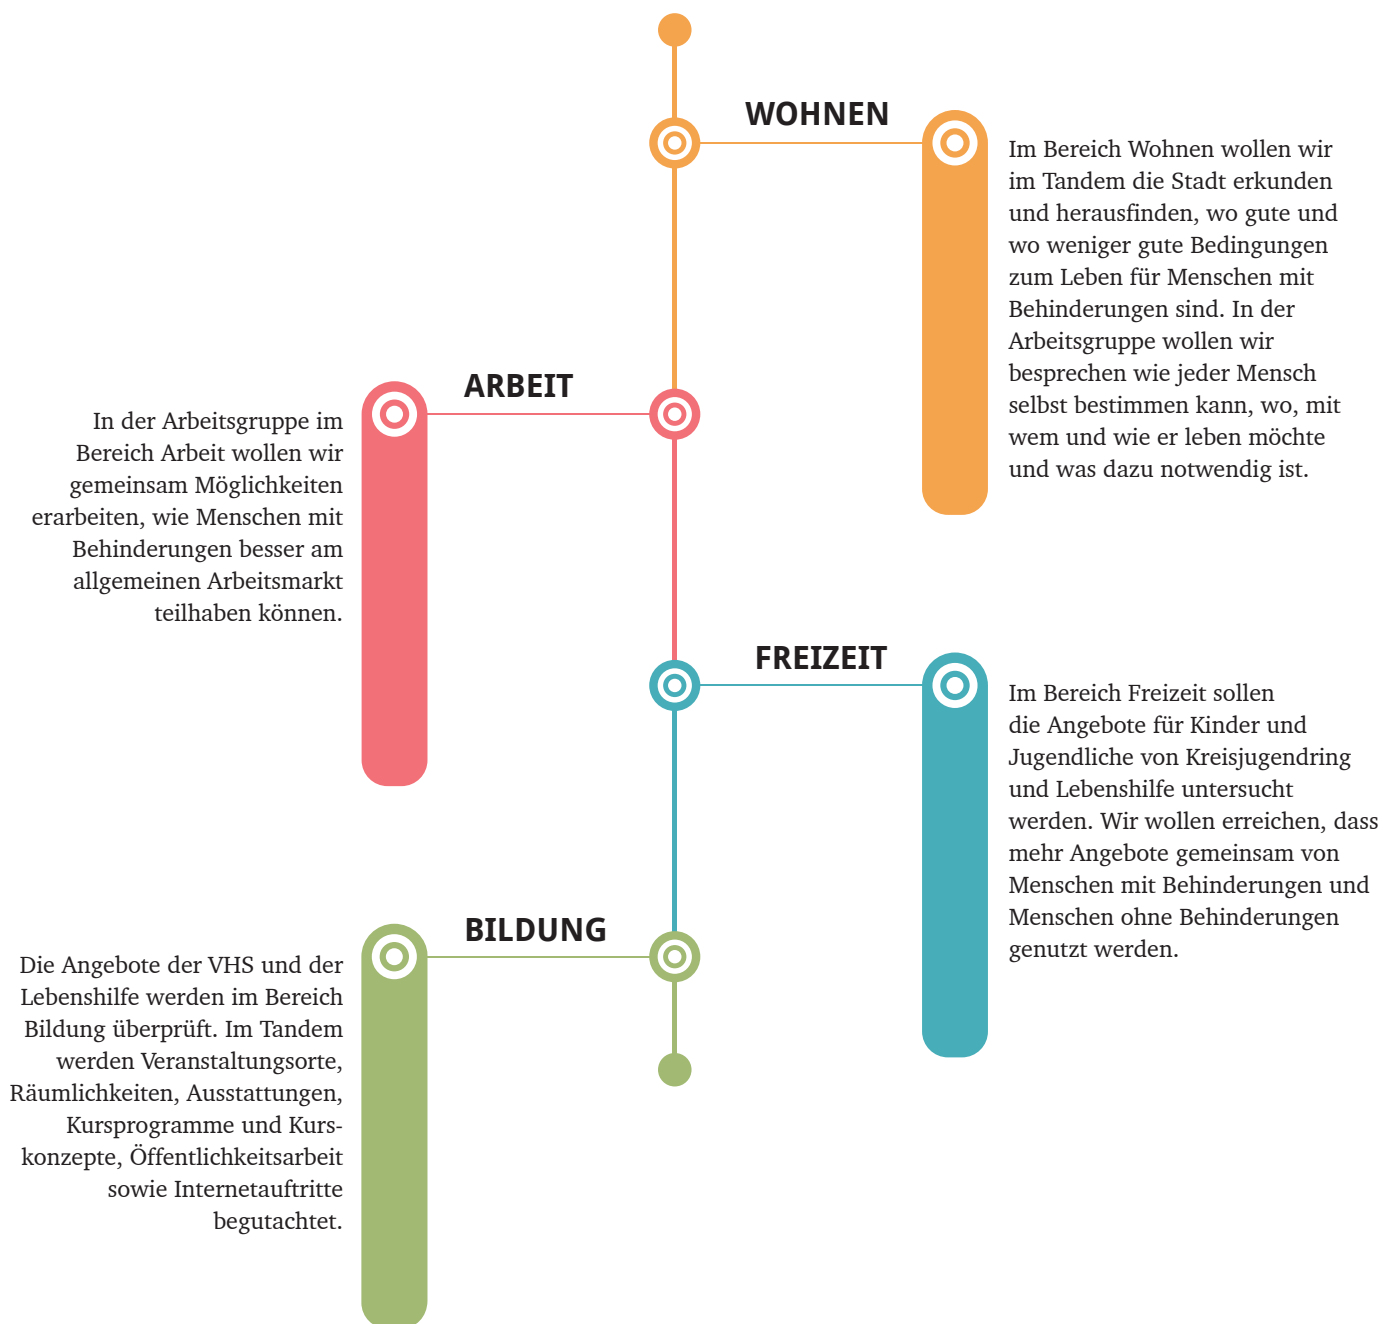 WOHNEN
Im Bereich Wohnen wollen wir
im Tandem die Stadt erkunden
und herausfinden, wo gute und
wo weniger gute Bedingungen
zum Leben für Menschen mit
Behinderungen sind. In der
Arbeitsgruppe wollen wir
besprechen wie jeder Mensch
selbst bestimmen kann, wo, mit
wem und wie er leben möchte
und was dazu notwendig ist.
ARBEIT
In der Arbeitsgruppe im
Bereich Arbeit wollen wir
gemeinsam Möglichkeiten
erarbeiten, wie Menschen mit
Behinderungen besser am
allgemeinen Arbeitsmarkt
teilhaben können.
FREIZEIT
Im Bereich Freizeit sollen
die Angebote für Kinder und
Jugendliche von Kreisjugendring
und Lebenshilfe untersucht
werden. Wir wollen erreichen, dass
mehr Angebote gemeinsam von
Menschen mit Behinderungen und
Menschen ohne Behinderungen
genutzt werden.
BILDUNG
Die Angebote der VHS und der
Lebenshilfe werden im Bereich
Bildung überprüft. Im Tandem
werden Veranstaltungsorte,
Räumlichkeiten, Ausstattungen,
Kursprogramme und Kurs-
konzepte, Öffentlichkeitsarbeit
sowie Internetauftritte
begutachtet.